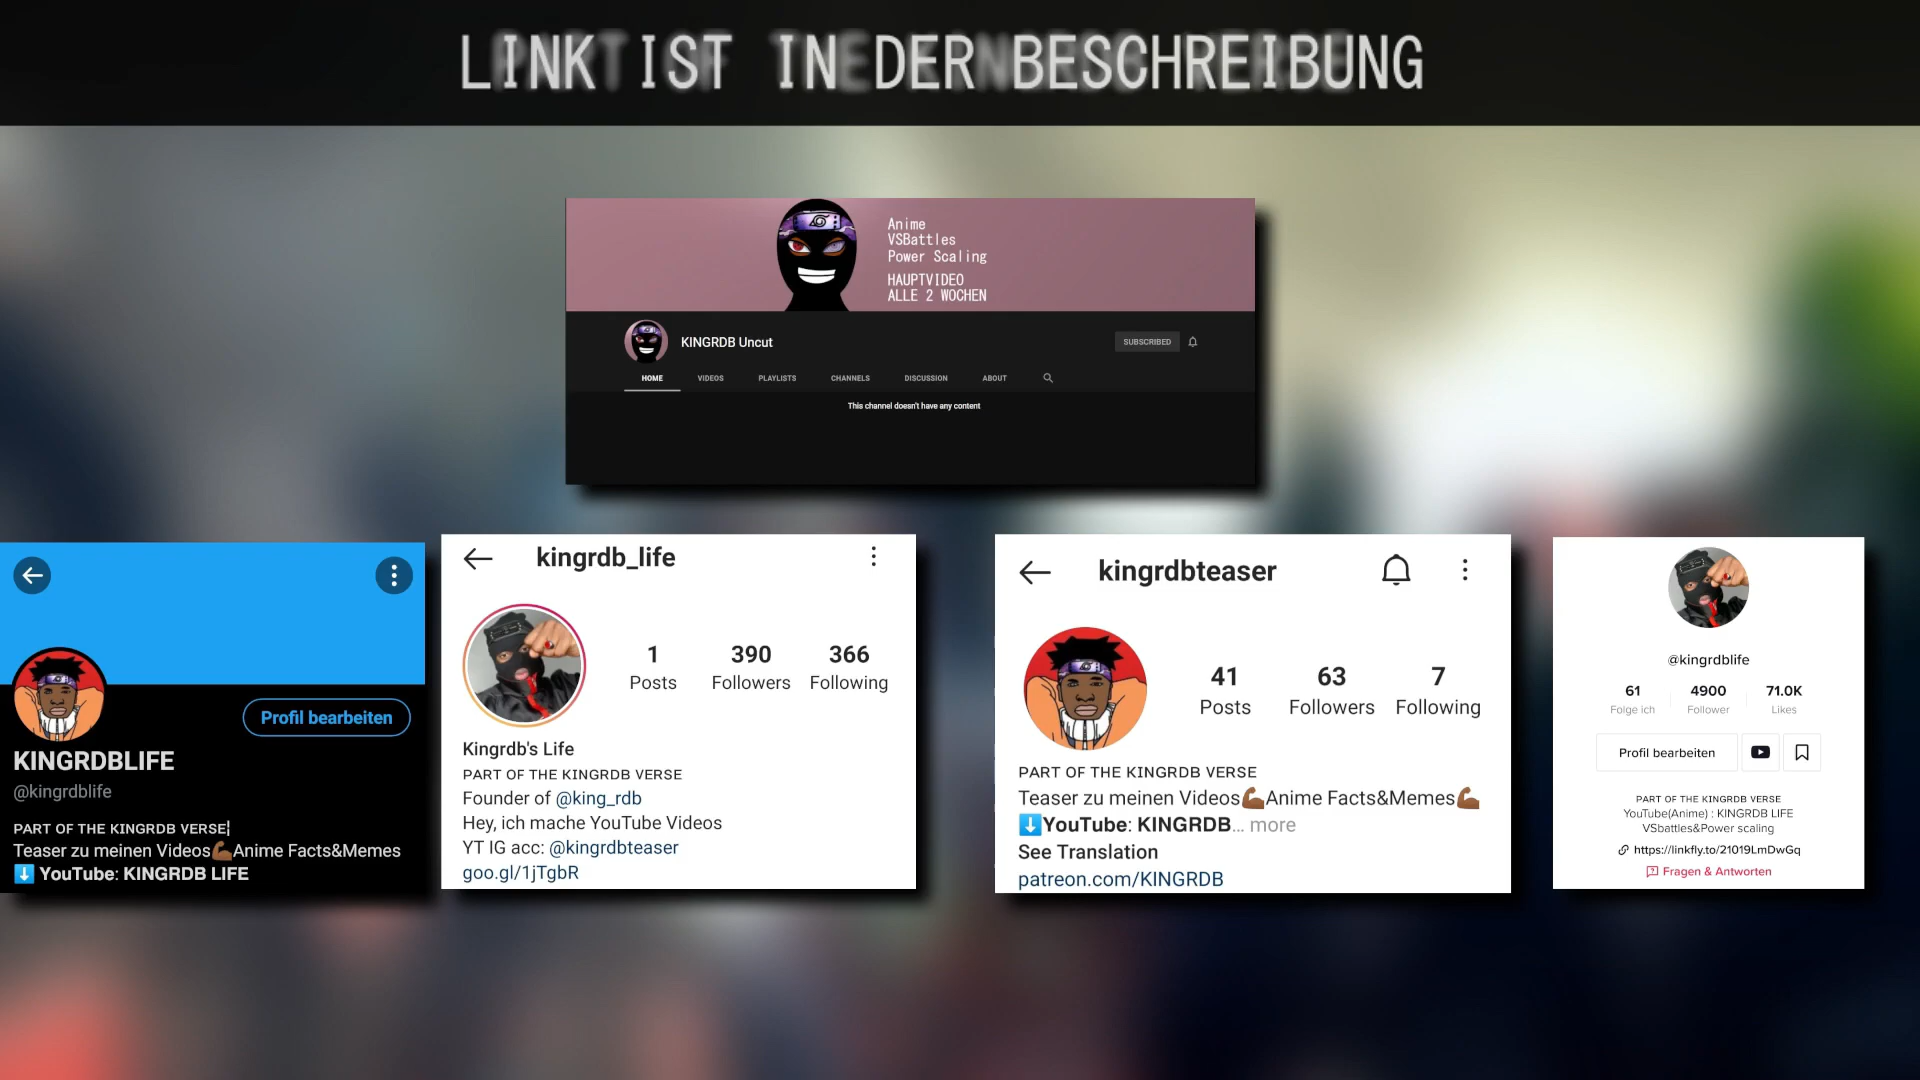 LINK IST IN DER BESCHREIBUNG
Anime
VSBattles
Power Scaling
HAUPTVIDEO
ALLE 2 WOCHEN
KINGRDB Uncut
SUBSCRIBED
HOME VIDEOS PLAYLISTS CHANNELS DISCUSSION ABOUT
This channel doesn't have any content
Profil bearbeiten
KINGRDBLIFE
@kingrdblife
PART OF THE KINGRDB VERSE|
Teaser zu meinen Videos💪🏾Anime Facts&Memes
⬇️ YouTube: KINGRDB LIFE
kingrdb_life
1 390 366
Posts Followers Following
Kingrdb's Life
PART OF THE KINGRDB VERSE
Founder of @king_rdb
Hey, ich mache YouTube Videos
YT IG acc: @kingrdbteaser
goo.gl/1jTgbR
kingrdbteaser
41 63 7
Posts Followers Following
PART OF THE KINGRDB VERSE
Teaser zu meinen Videos💪🏾Anime Facts&Memes💪🏾
⬇️YouTube: KINGRDB... more
See Translation
patreon.com/KINGRDB
@kingrdblife
61 4900 71.0K
Folge ich Follower Likes
Profil bearbeiten
PART OF THE KINGRDB VERSE
YouTube(Anime) : KINGRDB LIFE
VSbattles&Power scaling
https://linkfly.to/21019LmDwGq
Fragen & Antworten